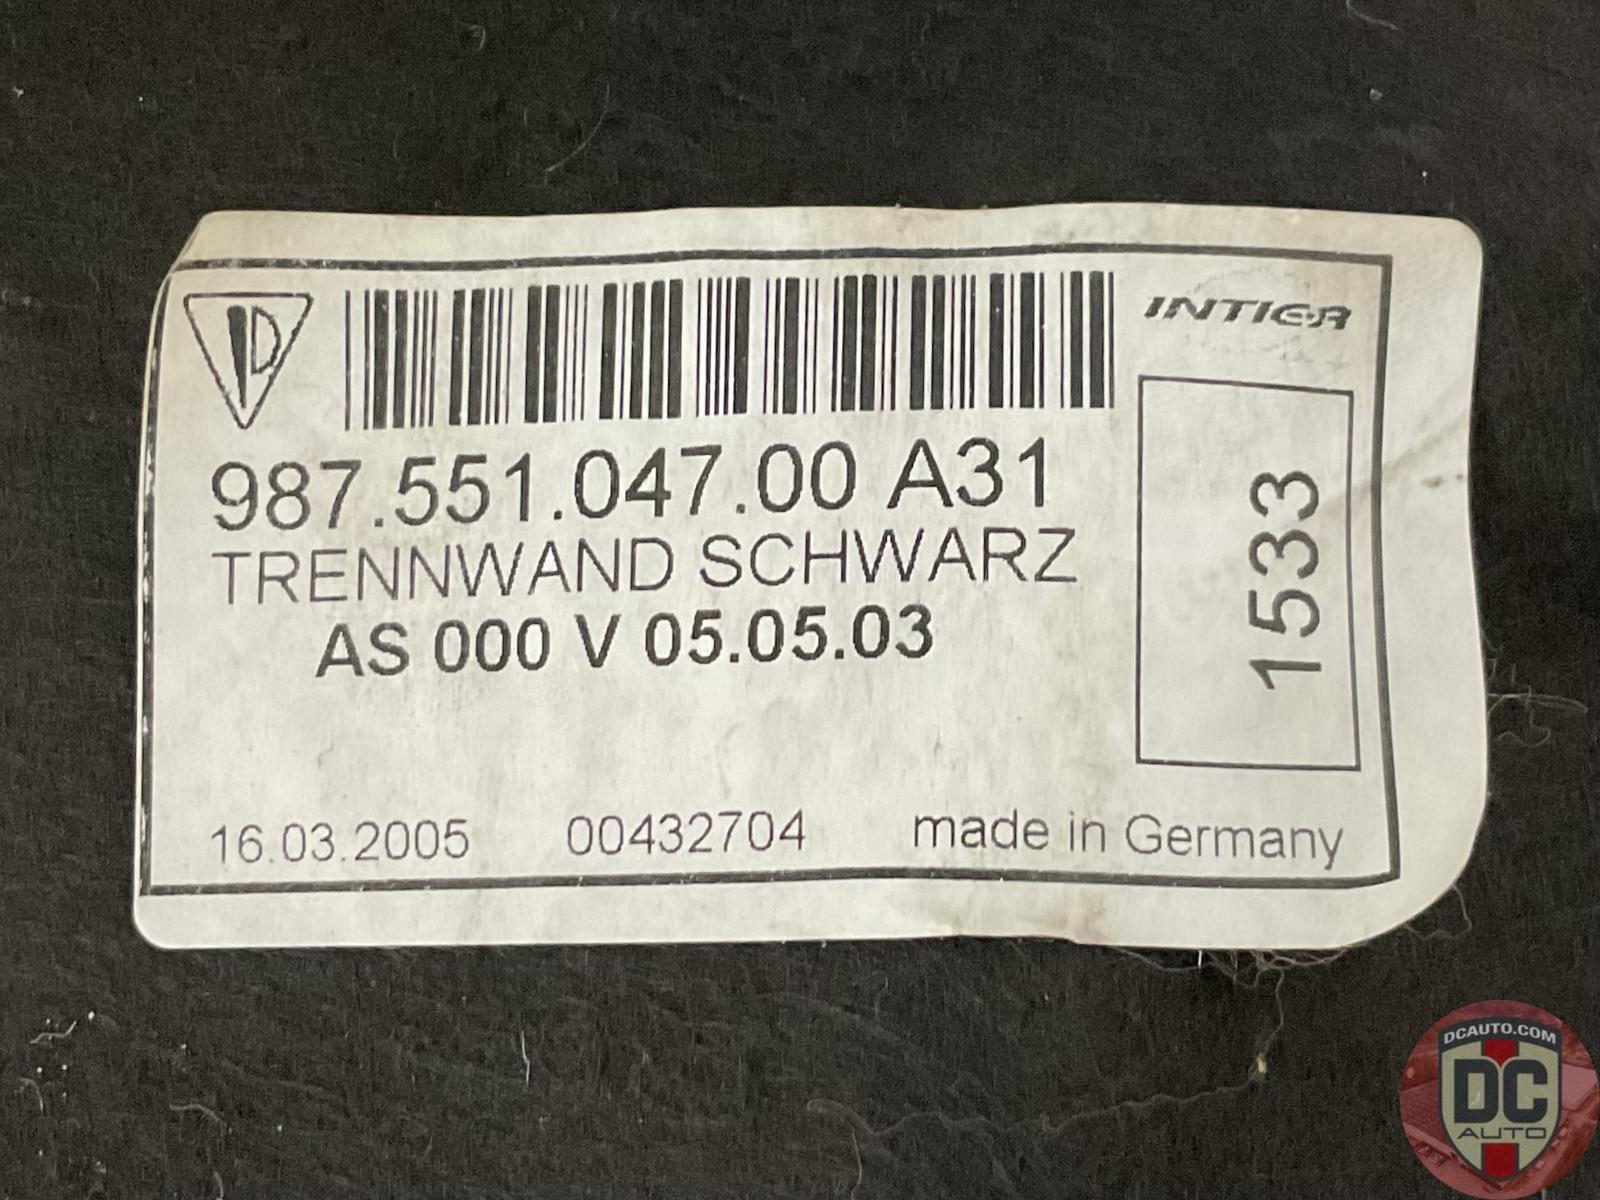 INTIER
987.551.047.00 A31
TRENNWAND SCHWARZ
AS 000 V 05.05.03
1533
16.03.2005 00432704 made in Germany
DCAUTO.COM
DC
AUTO